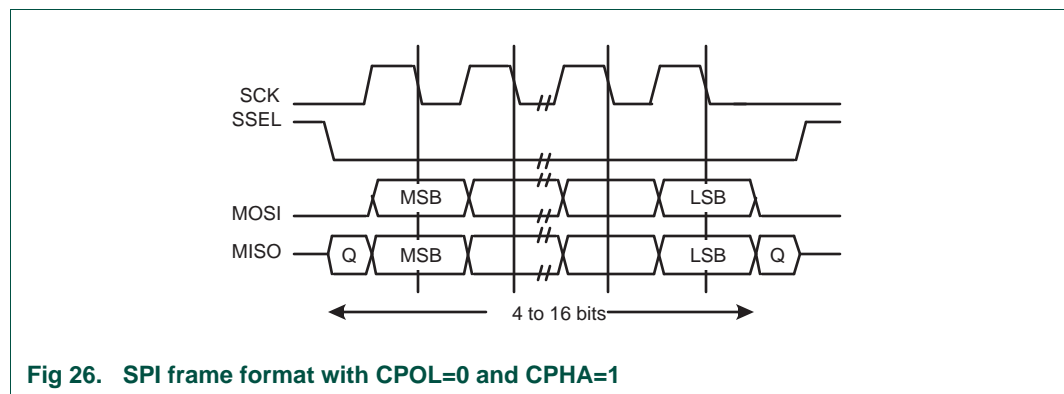 SCK
SSEL
MOSI MSB LSB
MISO Q MSB LSB Q
4 to 16 bits
Fig 26. SPI frame format with CPOL=0 and CPHA=1